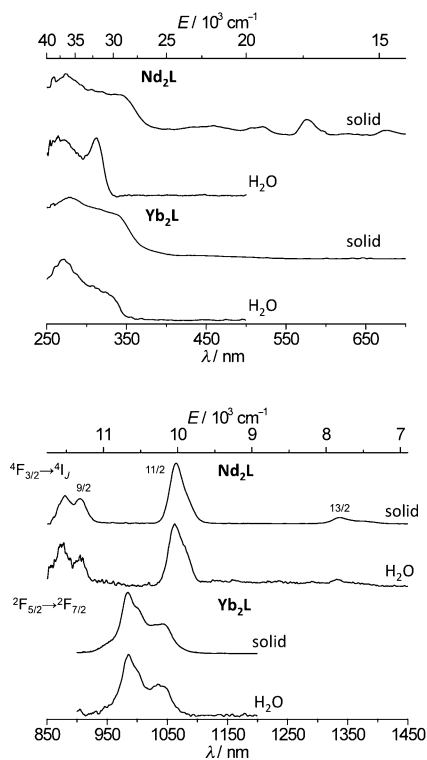 E / 10³ cm⁻¹
40 35 30 25 20 15
Nd₂L
solid
H₂O
Yb₂L
solid
H₂O
250 350 450 550 650
λ / nm
E / 10³ cm⁻¹
11 10 9 8 7
⁴F₃/₂→⁴I_J
9/2
11/2
Nd₂L
13/2
solid
H₂O
²F₅/₂→²F₇/₂
Yb₂L
solid
H₂O
850 950 1050 1150 1250 1350 1450
λ / nm